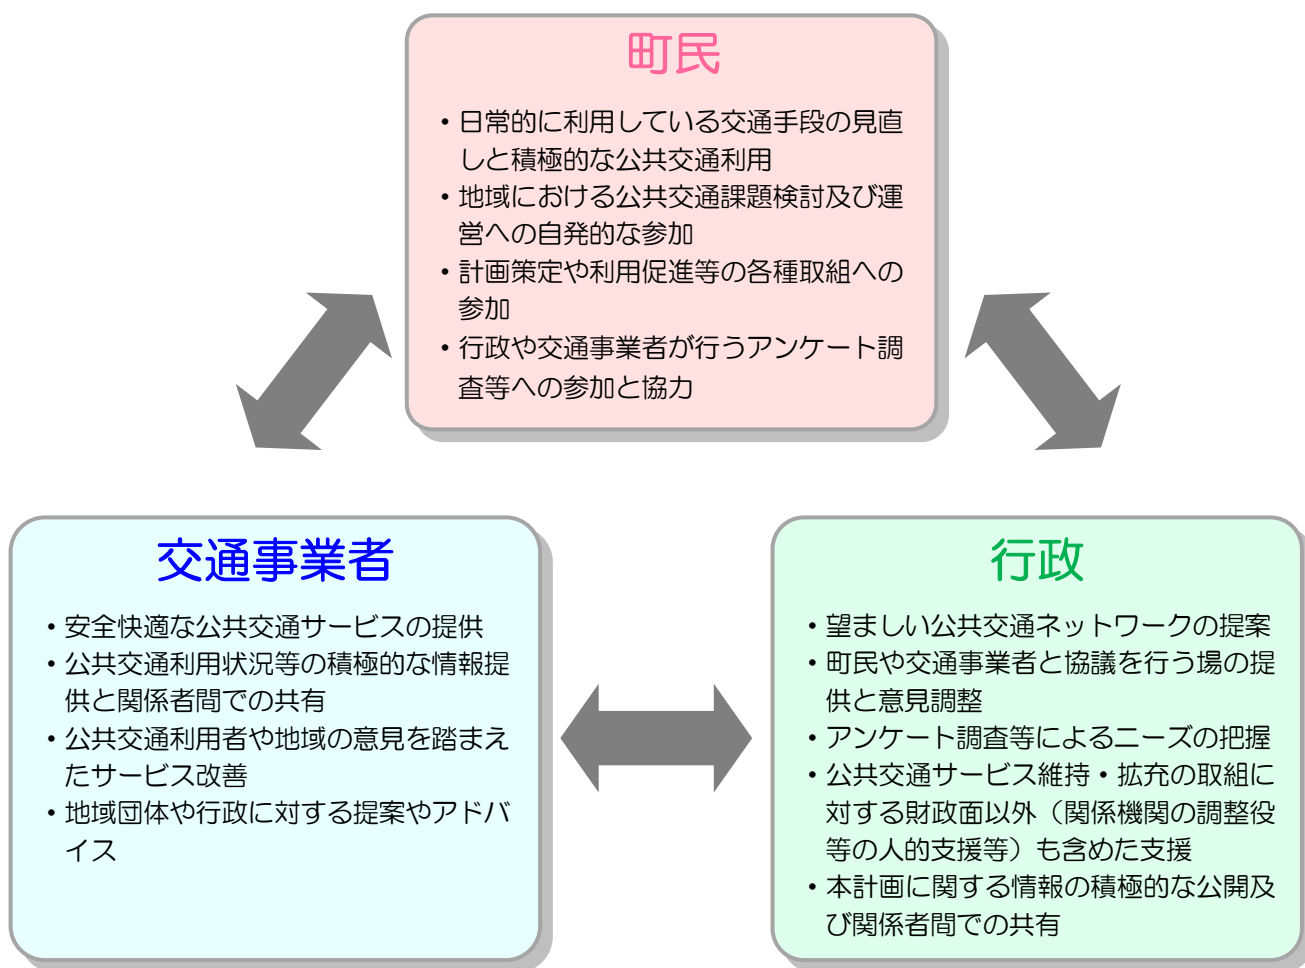 町民
・日常的に利用している交通手段の見直
しと積極的な公共交通利用
・地域における公共交通課題検討及び運
営への自発的な参加
・計画策定や利用促進等の各種取組への
参加
・行政や交通事業者が行うアンケート調
査等への参加と協力
交通事業者
・安全快適な公共交通サービスの提供
・公共交通利用状況等の積極的な情報提
供と関係者間での共有
・公共交通利用者や地域の意見を踏まえ
たサービス改善
・地域団体や行政に対する提案やアドバ
イス
行政
・望ましい公共交通ネットワークの提案
・町民や交通事業者と協議を行う場の提
供と意見調整
・アンケート調査等によるニーズの把握
・公共交通サービス維持・拡充の取組に
対する財政面以外（関係機関の調整役
等の人的支援等）も含めた支援
・本計画に関する情報の積極的な公開及
び関係者間での共有